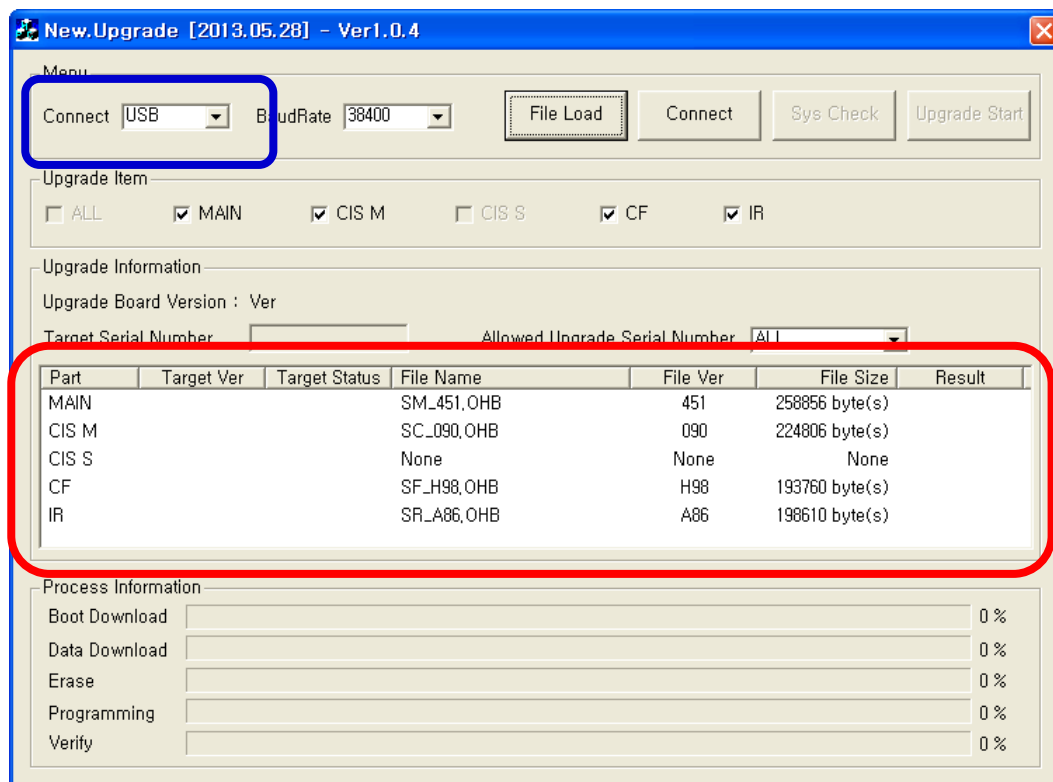 New.Upgrade [2013.05.28] - Ver1.0.4
Menu
Connect USB BaudRate 38400 File Load Connect Sys Check Upgrade Start
Upgrade Item
ALL MAIN CIS M CIS S CF IR
Upgrade Information
Upgrade Board Version : Ver
Target Serial Number Allowed Upgrade Serial Number ALL
Part Target Ver Target Status File Name File Ver File Size Result
MAIN SM_451.OHB 451 258856 byte(s)
CIS M SC_090.OHB 090 224806 byte(s)
CIS S None None None
CF SF_H98.OHB H98 193760 byte(s)
IR SR_A86.OHB A86 198610 byte(s)
Process Information
Boot Download 0 %
Data Download 0 %
Erase 0 %
Programming 0 %
Verify 0 %